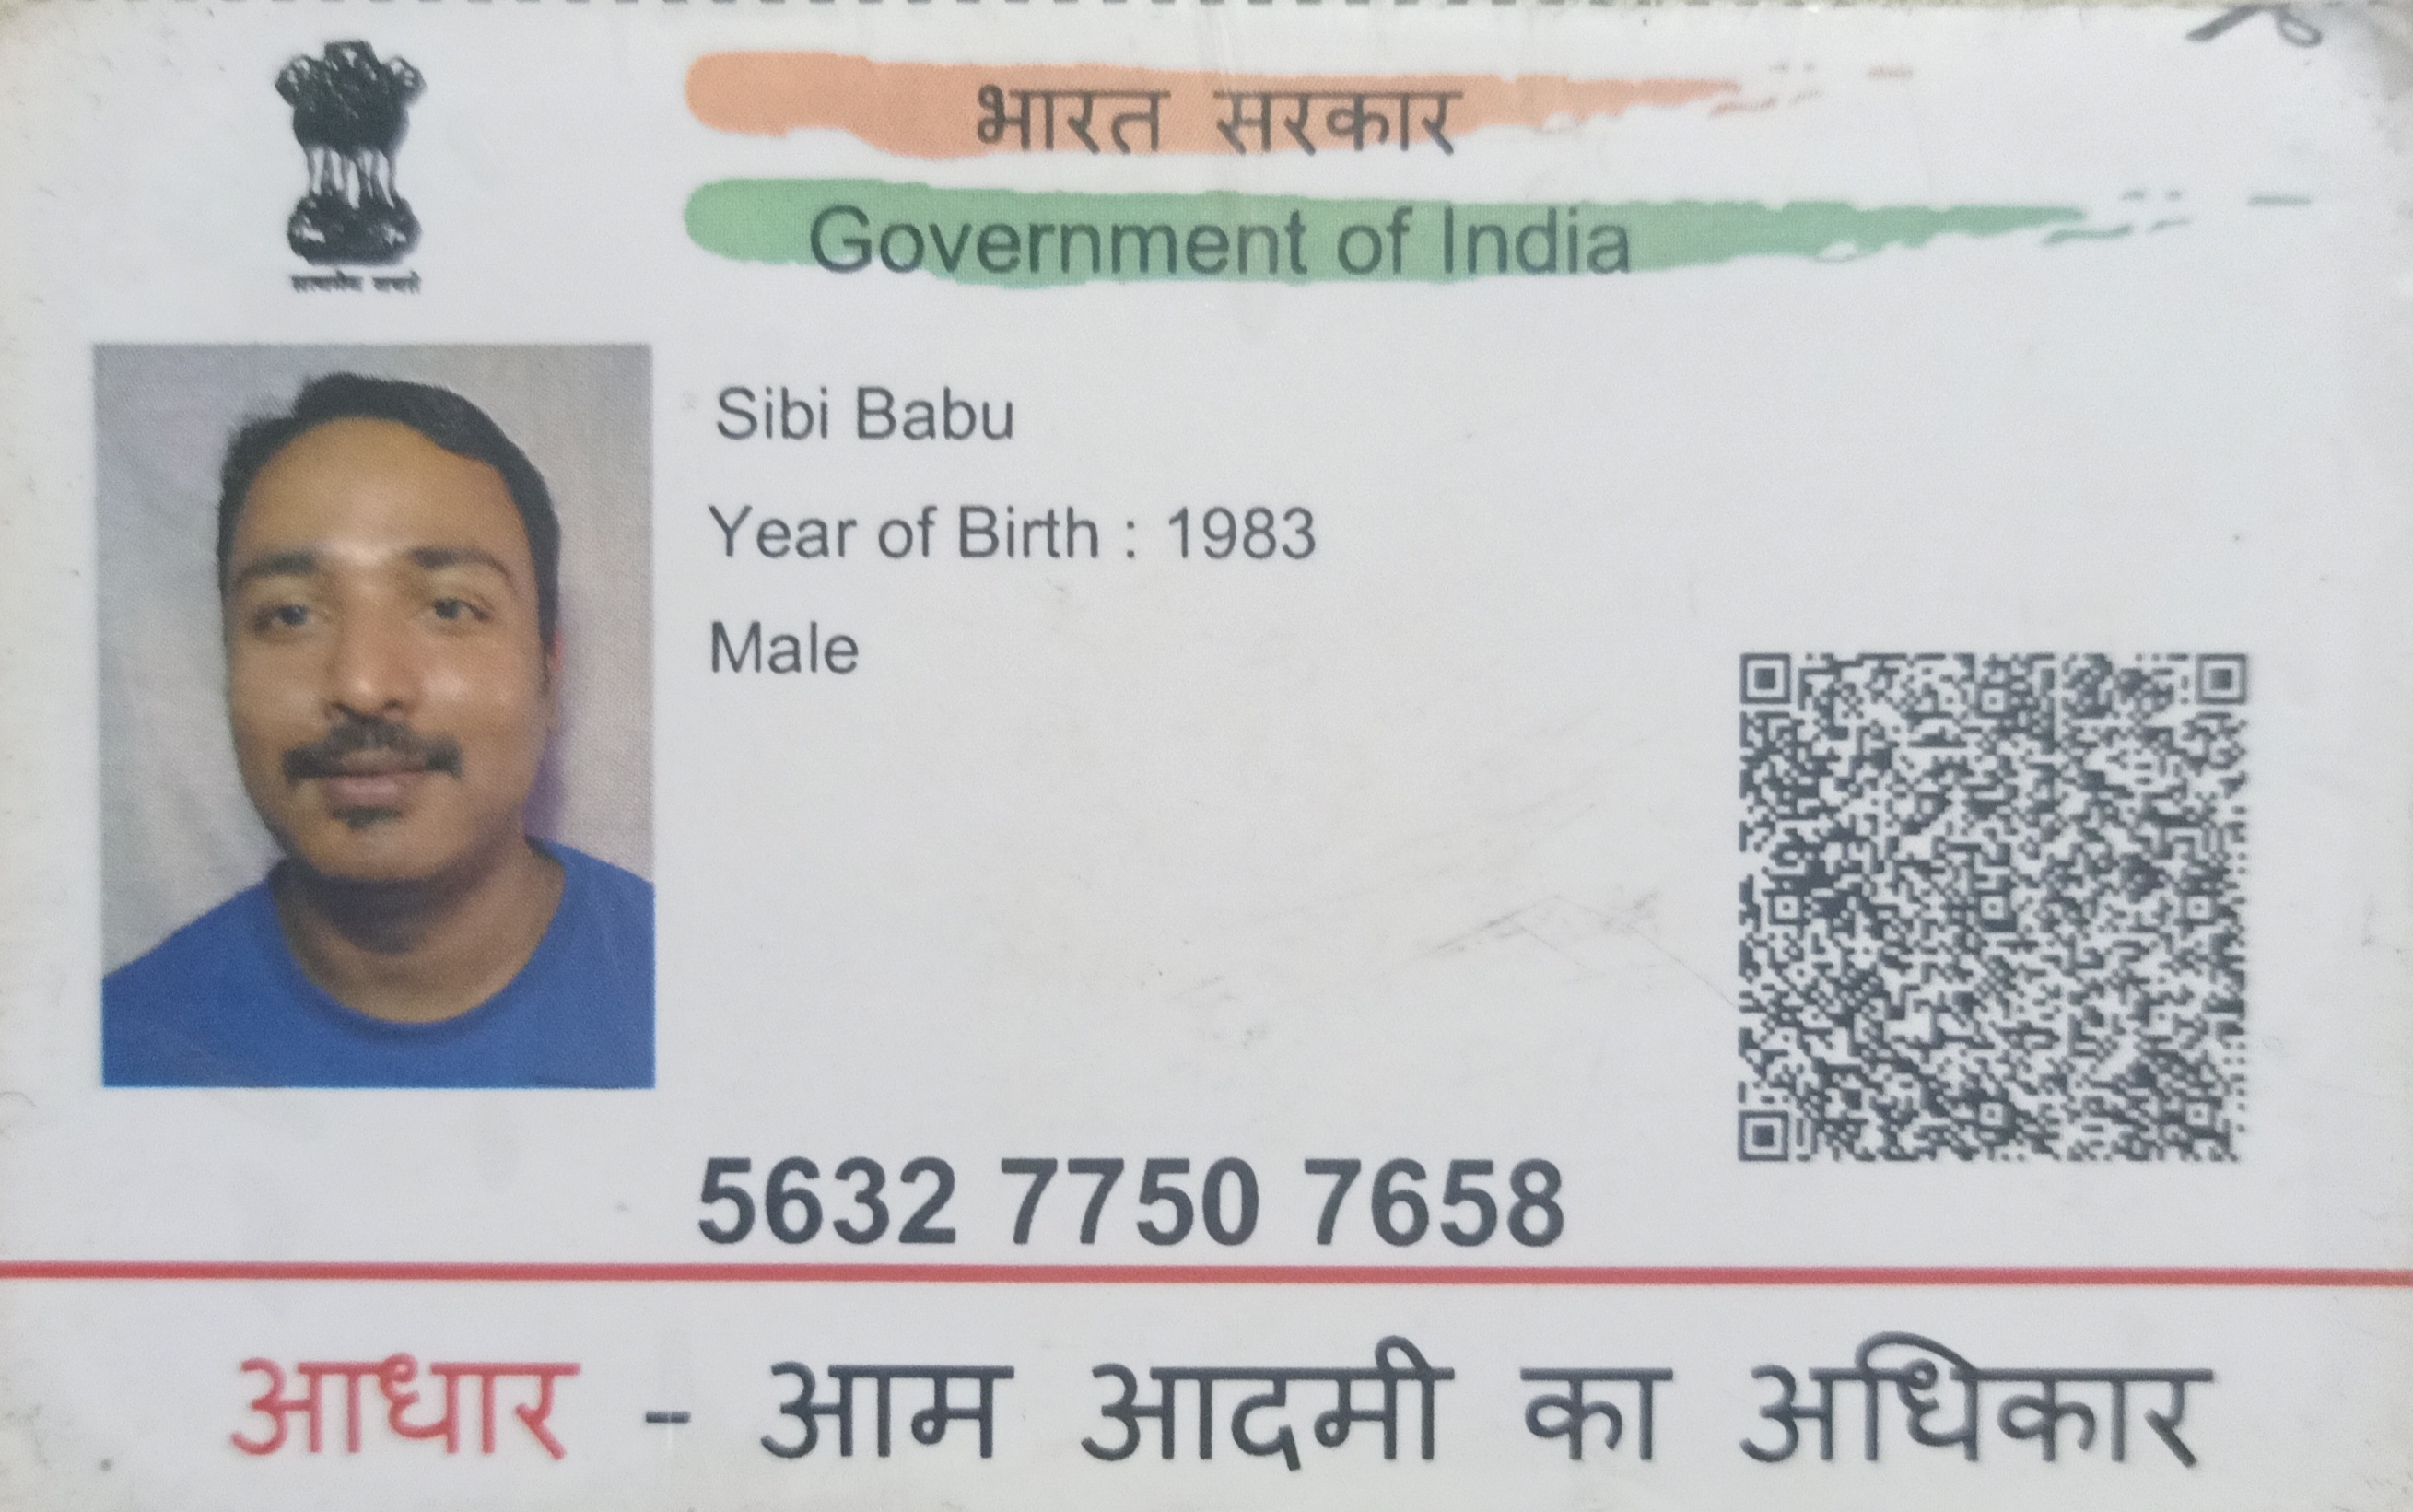 भारत सरकार
Government of India
सत्यमेव जयते
Sibi Babu
Year of Birth : 1983
Male
5632 7750 7658
आधार - आम आदमी का अधिकार